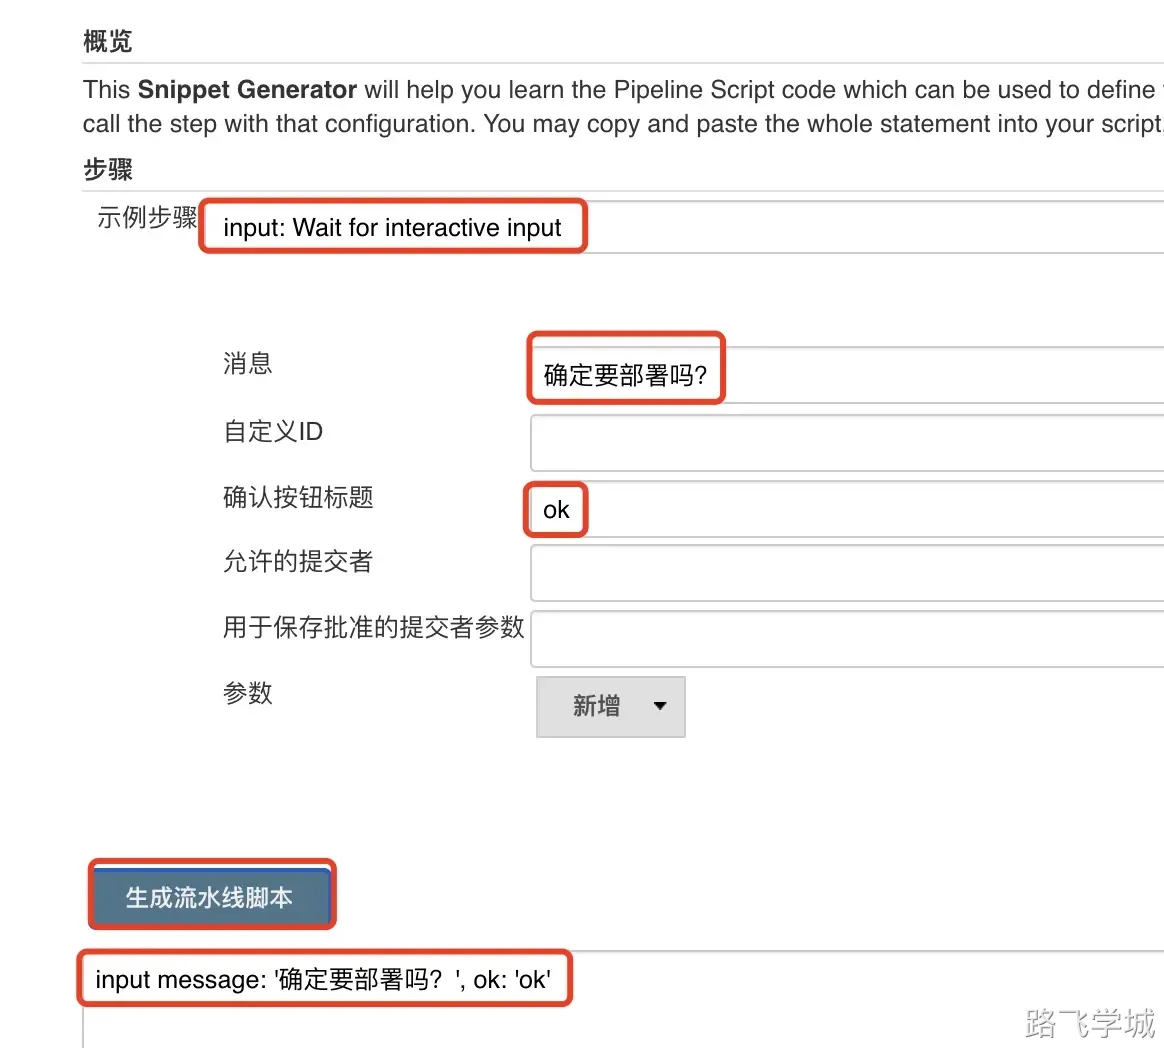 概览
This Snippet Generator will help you learn the Pipeline Script code which can be used to define
call the step with that configuration. You may copy and paste the whole statement into your script,
步骤
示例步骤 input: Wait for interactive input
消息 确定要部署吗?
自定义ID
确认按钮标题 ok
允许的提交者
用于保存批准的提交者参数
参数 新增
生成流水线脚本
input message: '确定要部署吗？', ok: 'ok'
路飞学城